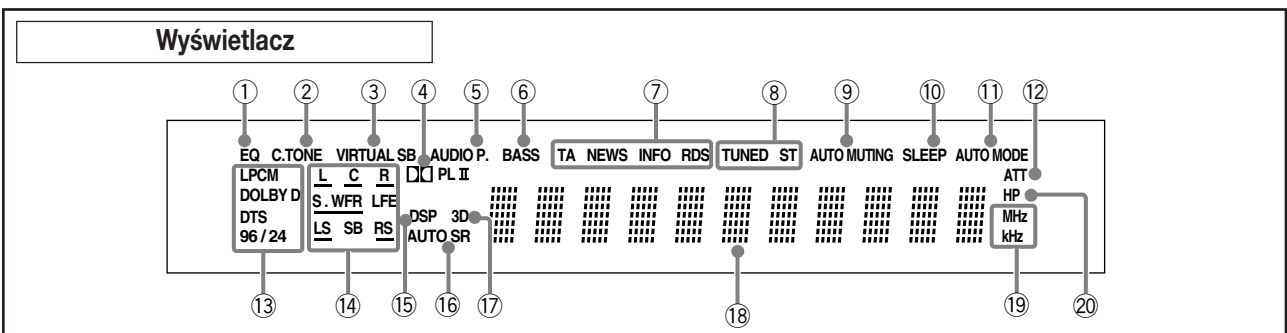 Wyświetlacz
① ② ③ ④ ⑤ ⑥ ⑦ ⑧ ⑨ ⑩ ⑪ ⑫
EQ C.TONE VIRTUAL SB AUDIO P. BASS TA NEWS INFO RDS TUNED ST AUTO MUTING SLEEP AUTO MODE
LPCM L C R PL II ATT
DOLBY D S.WFR LFE HP
DTS DSP 3D MHz
96/24 LS SB RS AUTO SR kHz
⑬ ⑭ ⑮ ⑯ ⑰ ⑱ ⑲ ⑳